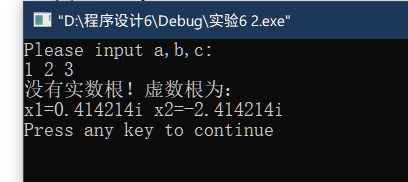 "D:\程序设计6\Debug\实验6 2.exe"
Please input a,b,c:
1 2 3
没有实数根！虚数根为：
x1=0.414214i x2=-2.414214i
Press any key to continue